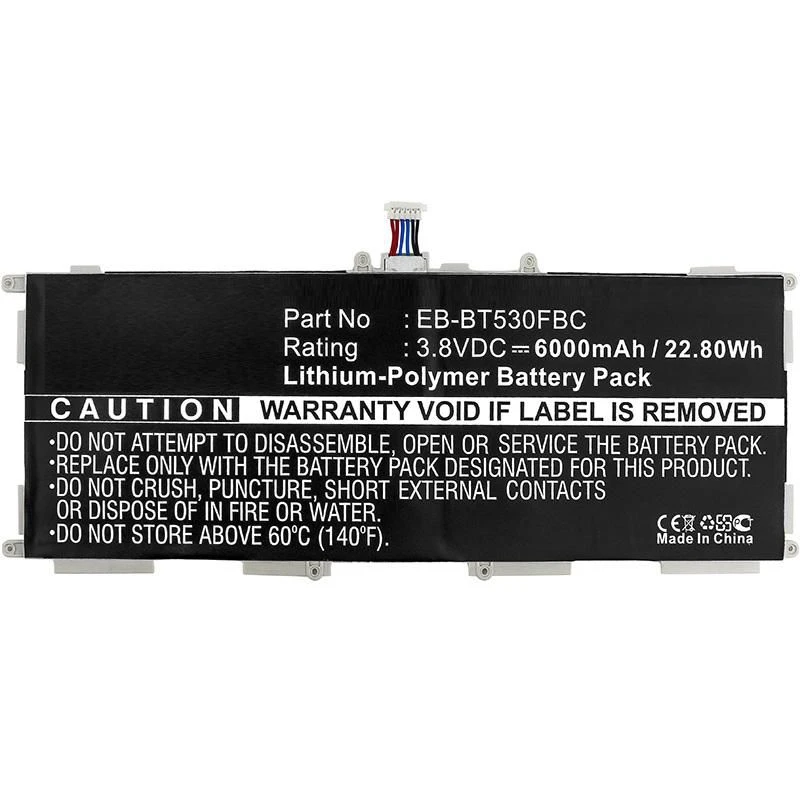 Part No : EB-BT530FBC
Rating : 3.8VDC⎓6000mAh / 22.80Wh
Lithium-Polymer Battery Pack
CAUTION WARRANTY VOID IF LABEL IS REMOVED
•DO NOT ATTEMPT TO DISASSEMBLE, OPEN OR SERVICE THE BATTERY PACK.
•REPLACE ONLY WITH THE BATTERY PACK DESIGNATED FOR THIS PRODUCT.
•DO NOT CRUSH, PUNCTURE, SHORT EXTERNAL CONTACTS
OR DISPOSE OF IN FIRE OR WATER.
•DO NOT STORE ABOVE 60°C (140°F).
CE
Made In China